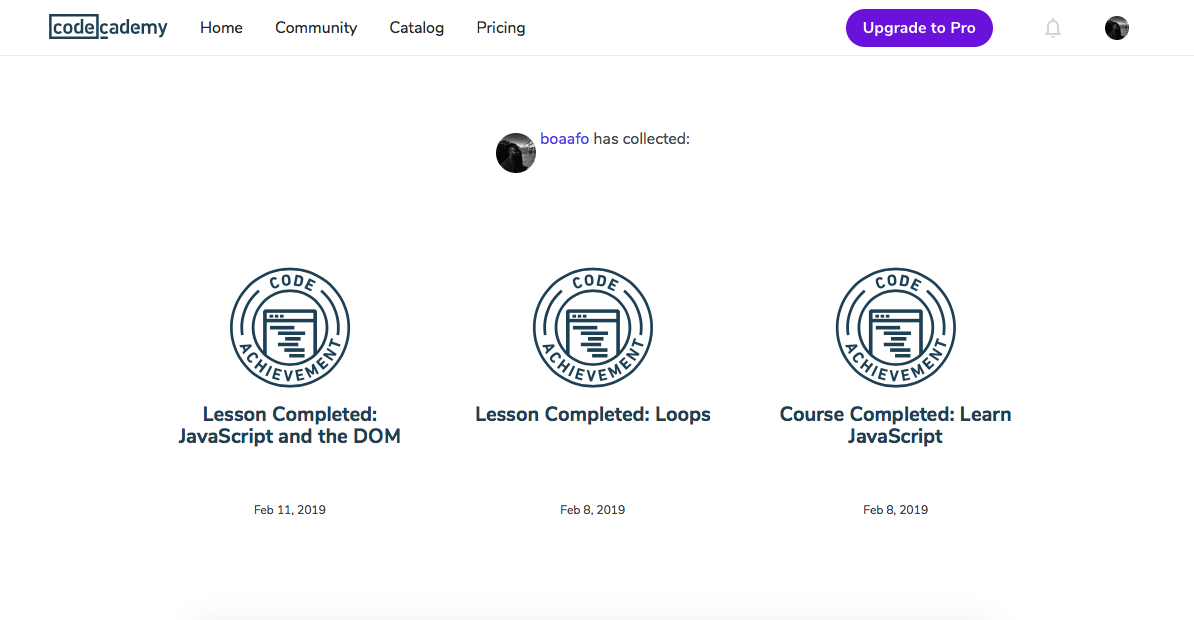 codecademy Home Community Catalog Pricing Upgrade to Pro
boaafo has collected:
CODE ACHIEVEMENT
Lesson Completed:
JavaScript and the DOM
Feb 11, 2019
CODE ACHIEVEMENT
Lesson Completed: Loops
Feb 8, 2019
CODE ACHIEVEMENT
Course Completed: Learn
JavaScript
Feb 8, 2019